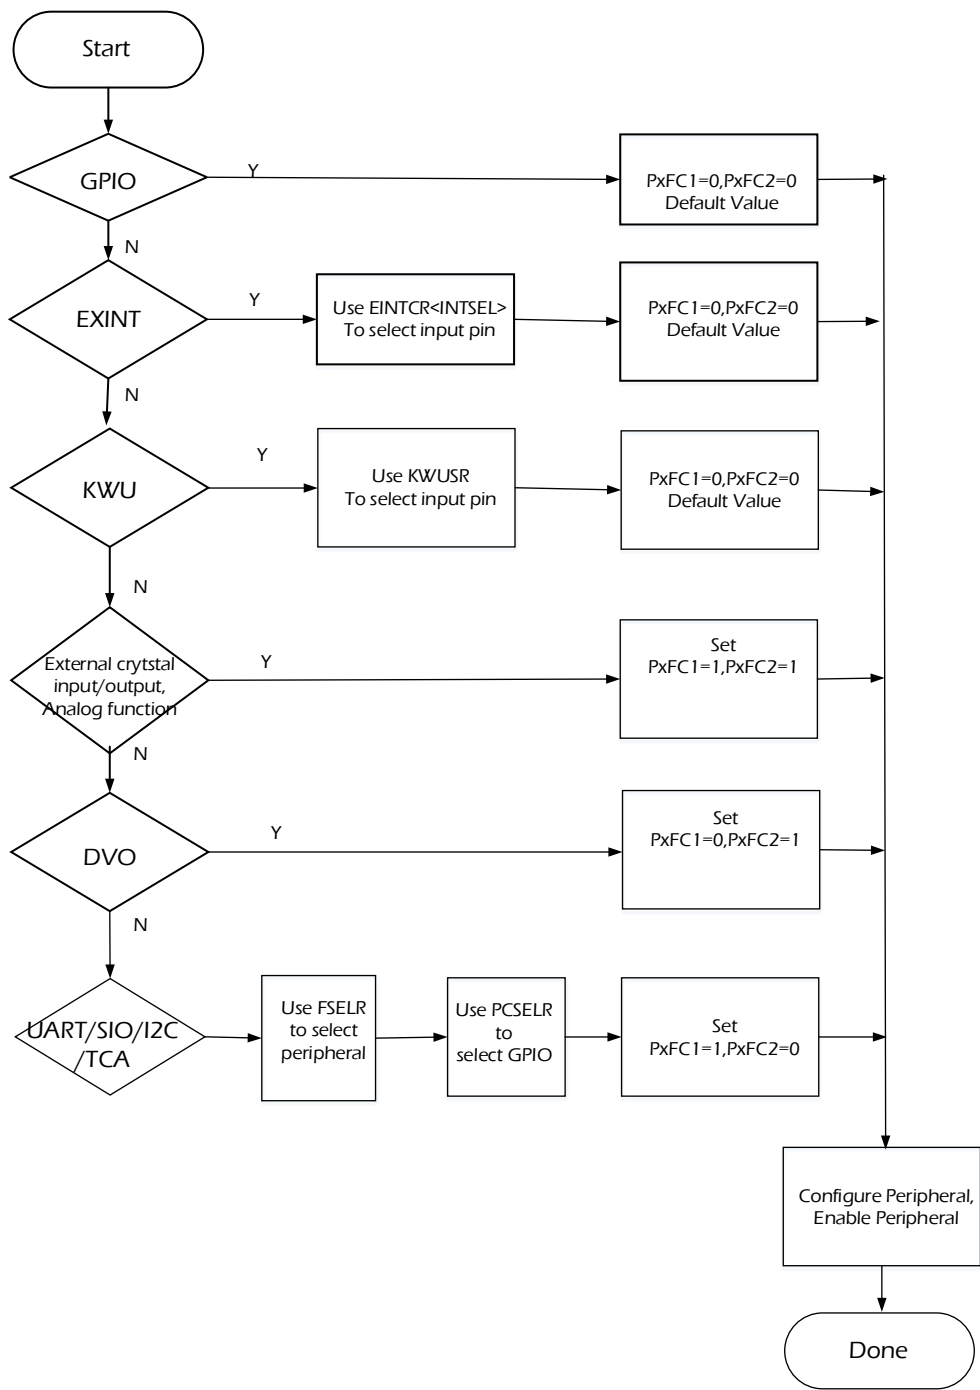 Start
GPIO
Y
PxFC1=0,PxFC2=0
Default Value
N
EXINT
Y
Use EINTCR<INTSEL>
To select input pin
PxFC1=0,PxFC2=0
Default Value
N
KWU
Y
Use KWUSR
To select input pin
PxFC1=0,PxFC2=0
Default Value
N
External crytstal
input/output,
Analog function
Y
Set
PxFC1=1,PxFC2=1
N
DVO
Y
Set
PxFC1=0,PxFC2=1
N
UART/SIO/I2C
/TCA
Use FSELR
to select
peripheral
Use PCSELR
to
select GPIO
Set
PxFC1=1,PxFC2=0
Configure Peripheral,
Enable Peripheral
Done